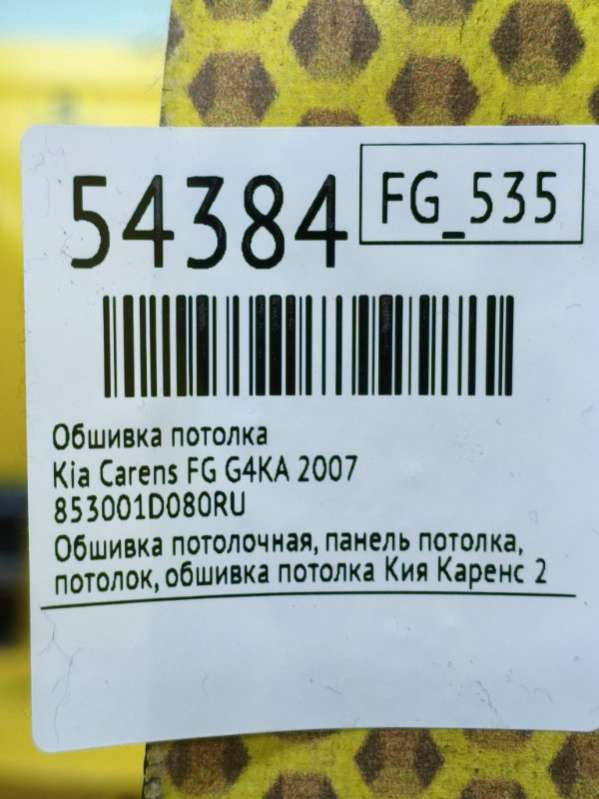 54384
FG_535
Обшивка потолка
Kia Carens FG G4KA 2007
853001D080RU
Обшивка потолочная, панель потолка,
потолок, обшивка потолка Кия Каренс 2